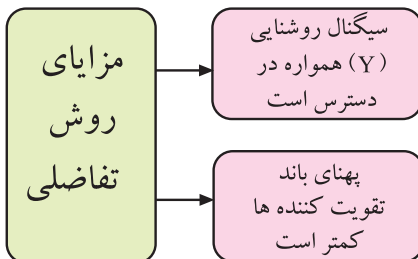 مزایای
روش
تفاضلی
سیگنال روشنایی
(Y) همواره در
دسترس است
پهنای باند
تقویت کننده ها
کمتر است